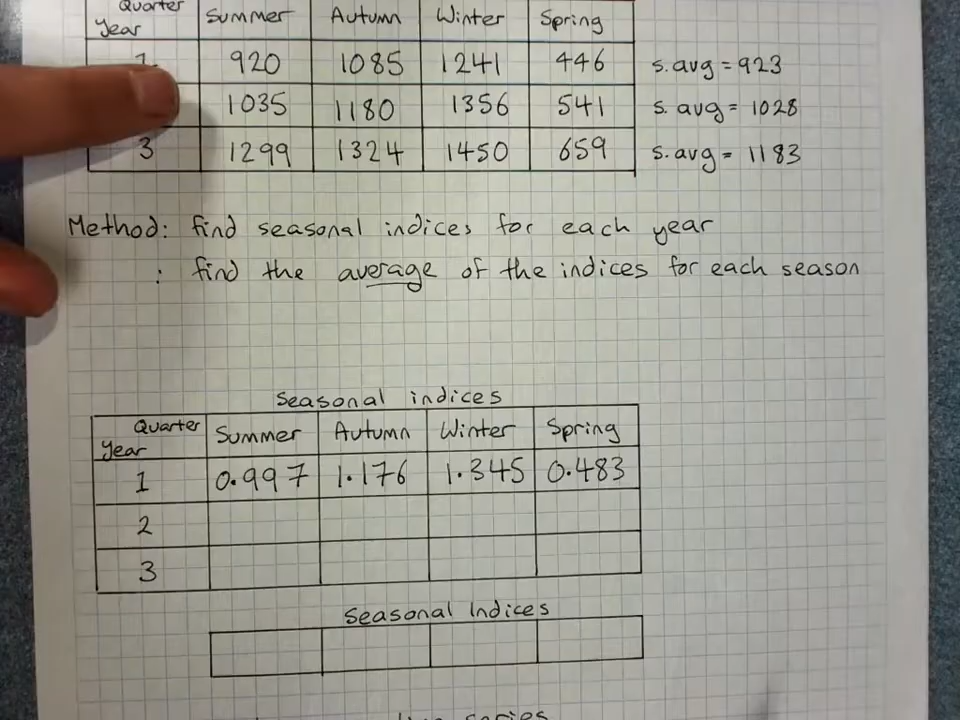 Quarter Summer Autumn Winter Spring
Year
1 920 1085 1241 446 s.avg = 923
1035 1180 1356 541 s. avg = 1028
3 1299 1324 1450 659 s.avg = 1183
Method: find seasonal indices for each year
: find the average of the indices for each season
Seasonal indices
Quarter Summer Autumn Winter Spring
Year
1 0.997 1.176 1.345 0.483
2
3
Seasonal Indices
series